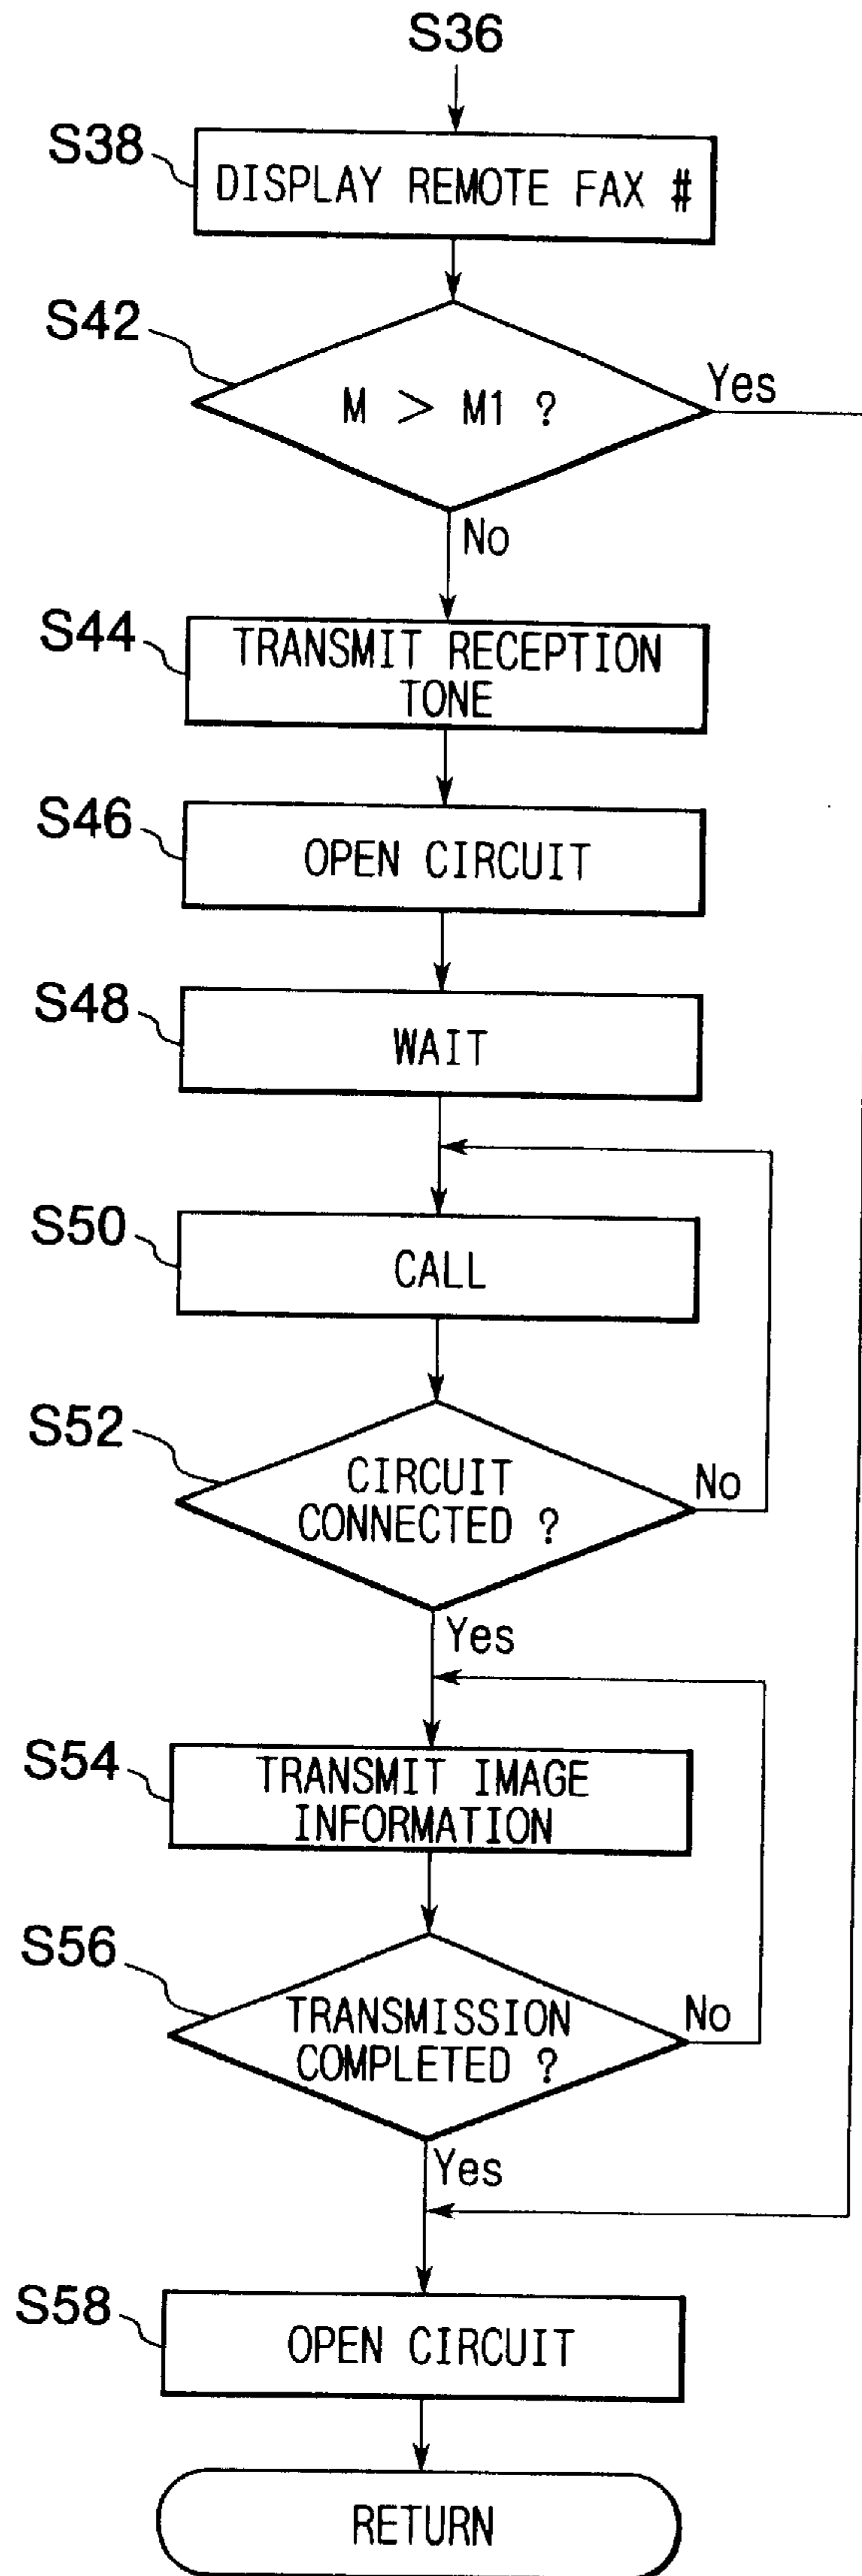 S36
S38
DISPLAY REMOTE FAX #
S42
M > M1 ?
Yes
No
S44
TRANSMIT RECEPTION
TONE
S46
OPEN CIRCUIT
S48
WAIT
S50
CALL
S52
CIRCUIT
CONNECTED ?
No
Yes
S54
TRANSMIT IMAGE
INFORMATION
S56
TRANSMISSION
COMPLETED ?
No
Yes
S58
OPEN CIRCUIT
RETURN